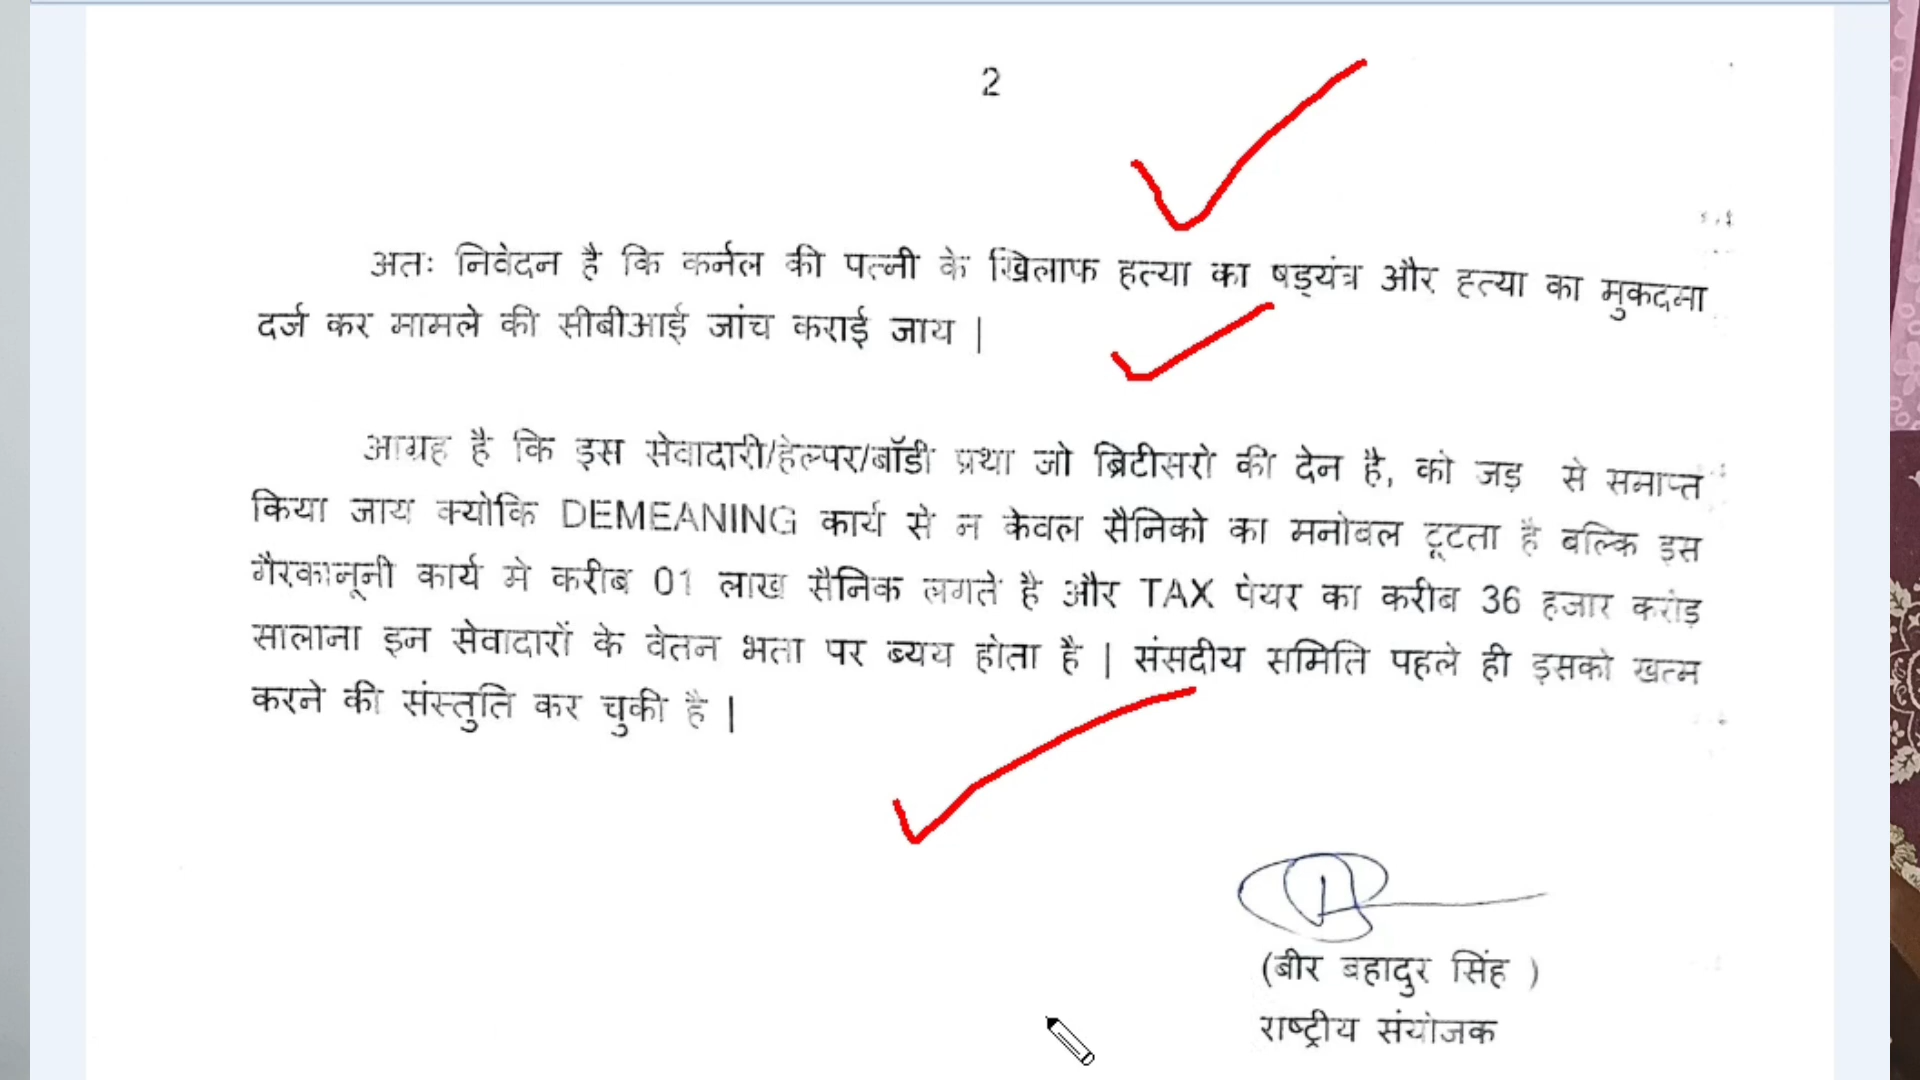 2
अतः निवेदन है कि कर्नल की पत्नी के खिलाफ हत्या का षड्यंत्र और ह्त्या का मुकदमा
दर्ज कर मामले की सीबीआई जांच कराई जाय |
आग्रह है कि इस सेवादारी/हेल्पर/बॉडी प्रथा जो ब्रिटीसरो की देन है, को जड़ से समाप्त
किया जाय क्योकि DEMEANING कार्य से न केवल सैनिको का मनोबल टूटता है बल्कि इस
गैरकानूनी कार्य मे करीब 01 लाख सैनिक लगते है और TAX पेयर का करीब 36 हजार करोड़
सालाना इन सेवादारों के वेतन भता पर ब्यय होता है | संसदीय समिति पहले ही इसको खत्म
करने की संस्तुति कर चुकी है |
(बीर बहादुर सिंह )
राष्ट्रीय संयोजक